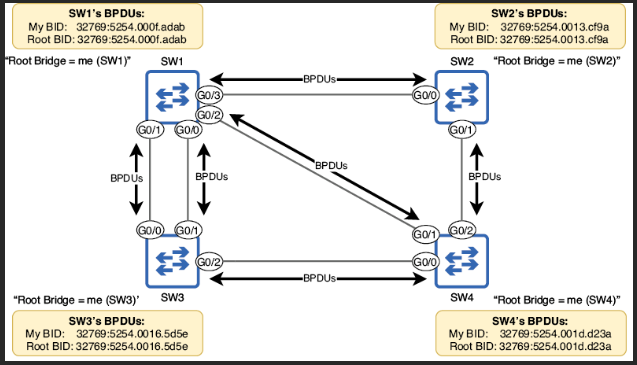 SW1's BPDUs:
My BID: 32769:5254.000f.adab
Root BID: 32769:5254.000f.adab
SW2's BPDUs:
My BID: 32769:5254.0013.cf9a
Root BID: 32769:5254.0013.cf9a
"Root Bridge = me (SW1)"
SW1
SW2
"Root Bridge = me (SW2)"
BPDUs
G0/3
G0/0
G0/2
G0/1
G0/0
G0/1
BPDUs
BPDUs
BPDUs
BPDUs
G0/0
G0/1
G0/1
G0/2
G0/2
G0/0
BPDUs
"Root Bridge = me (SW3)'
SW3
SW4
"Root Bridge = me (SW4)"
SW3's BPDUs:
My BID: 32769:5254.0016.5d5e
Root BID: 32769:5254.0016.5d5e
SW4's BPDUs:
My BID: 32769:5254.001d.d23a
Root BID: 32769:5254.001d.d23a